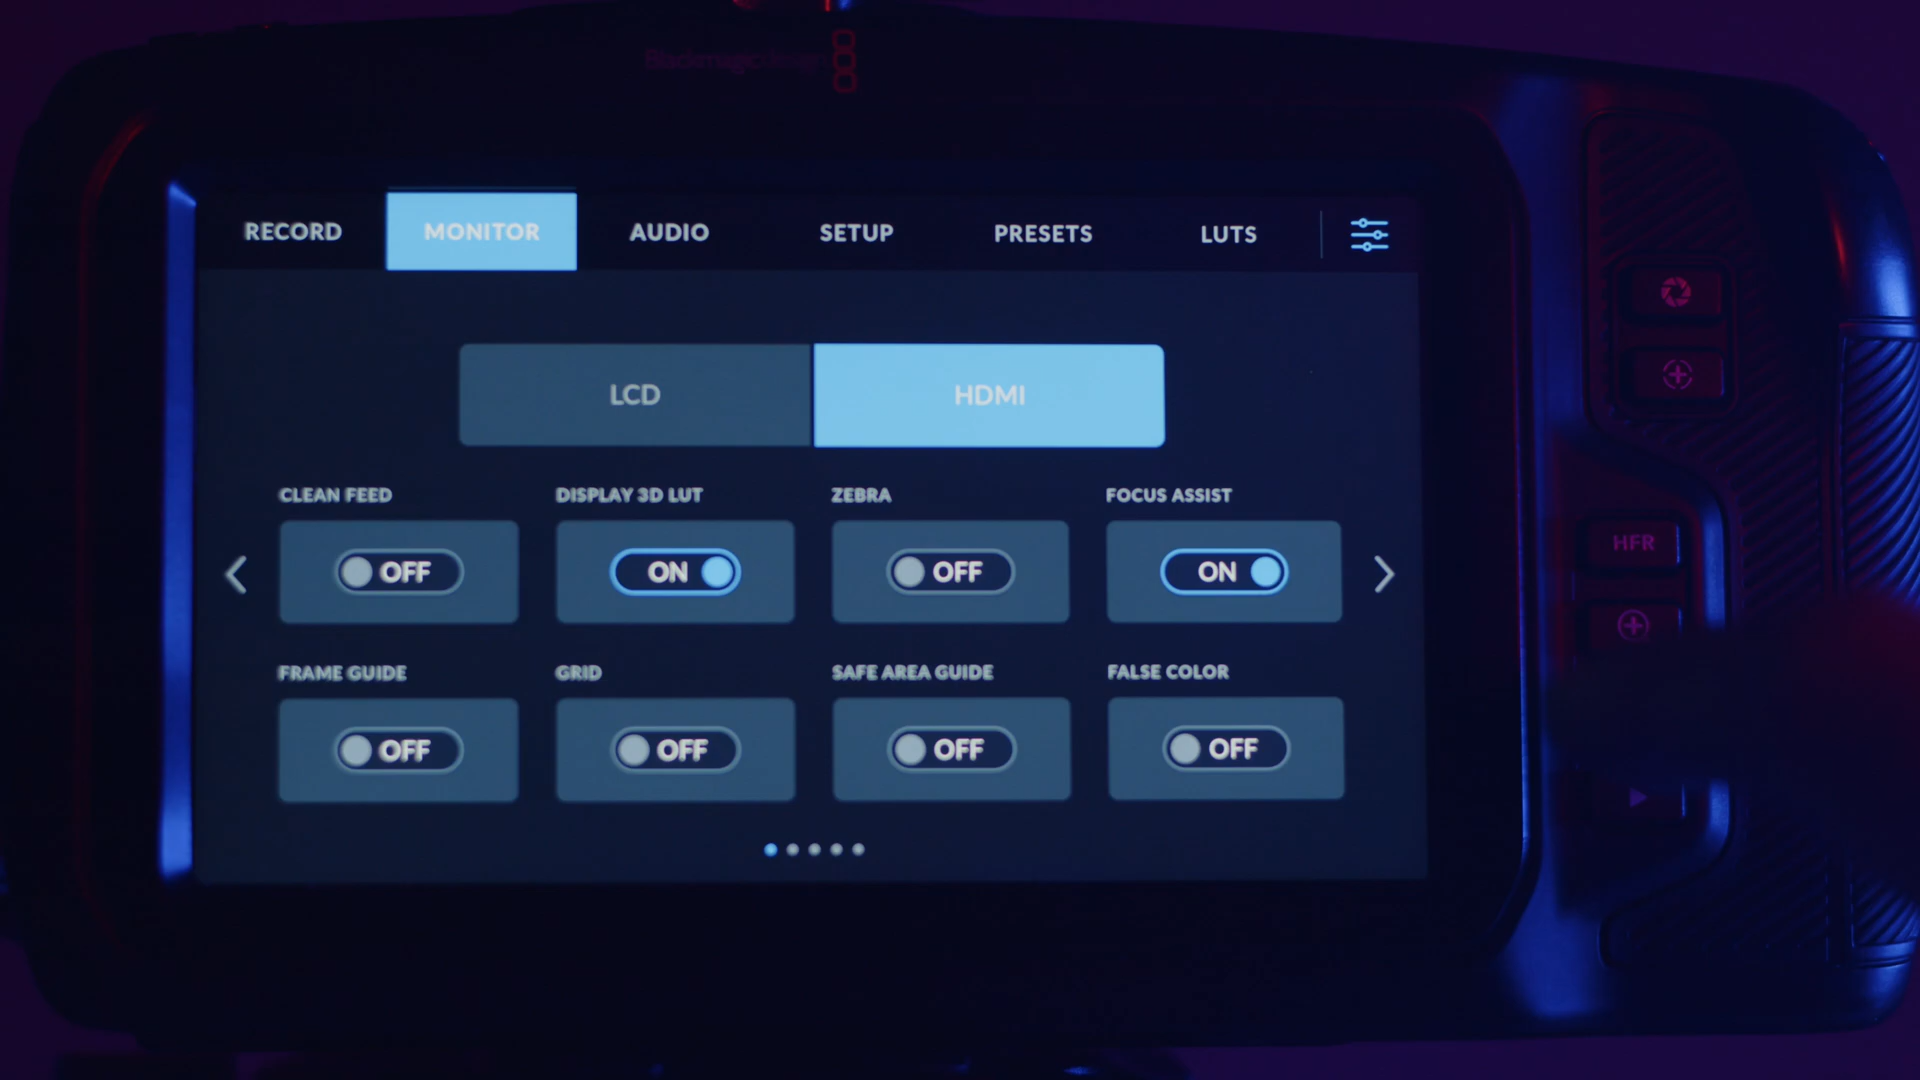 Blackmagicdesign
RECORD MONITOR AUDIO SETUP PRESETS LUTS
LCD HDMI
CLEAN FEED DISPLAY 3D LUT ZEBRA FOCUS ASSIST
OFF ON OFF ON
HFR
FRAME GUIDE GRID SAFE AREA GUIDE FALSE COLOR
OFF OFF OFF OFF